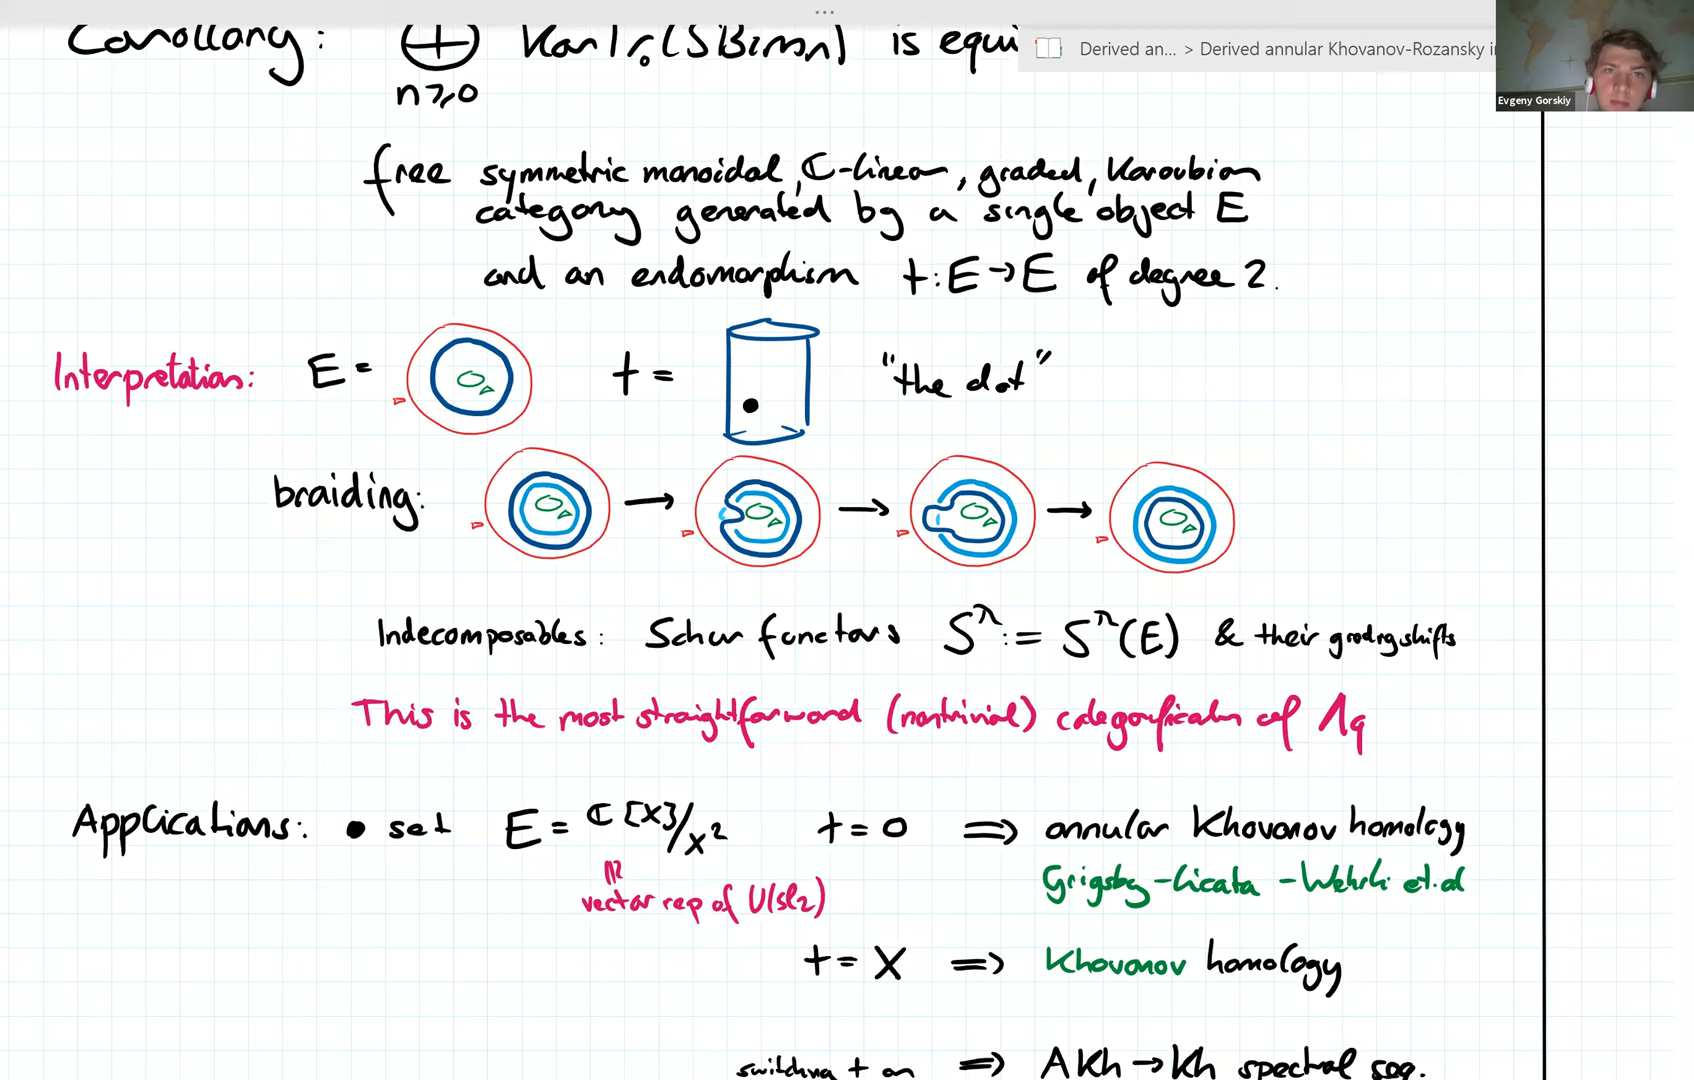 Corollary: ⊕ Kar Tr₀(SBimₙ) is equi
n≥0
Derived an... > Derived annular Khovanov-Rozansky i
Evgeny Gorskiy
free symmetric monoidal, ℂ-linear, graded, Karoubian
category generated by a single object E
and an endomorphism t: E → E of degree 2.
Interpretation: E = t = "the dot"
braiding: → → →
Indecomposables: Schur functors S^λ := S^λ(E) & their grading shifts
This is the most straightforward (nontrivial) categorification of Λq
Applications: • set E = ℂ[X]/X² t = 0 ⟹ annular Khovanov homology
vector rep of U(sl₂)
Grigsby-Licata-Wehrli et.al
t = X ⟹ Khovanov homology
switching t on ⟹ AKh → Kh spectral seq.